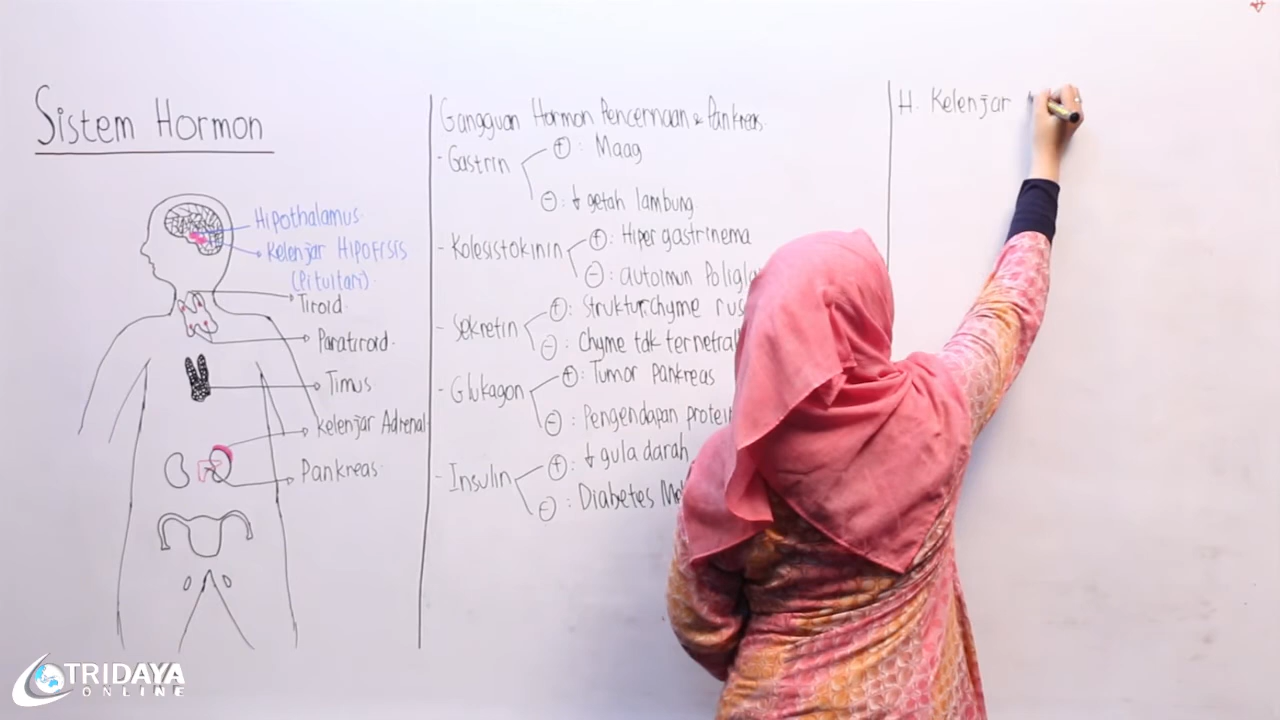 Sistem Hormon
Hipothalamus
Kelenjar HIPOFISIS
(Pituitari)
Tiroid
Paratiroid
Timus
Kelenjar Adrenal
Pankreas
Gangguan Hormon Pencernaan & Pankreas
- Gastrin
+ : Maag
- : ↓ getah lambung
- Kolesistokinin
+ : Hiper gastrinema
- : autoimun
- Sekretin
+ : Struktur chyme
- : Chyme tdk
- Glukagon
+ : Tumor Pankreas
- : Pengendapan protein
- Insulin
+ : ↓ gula darah
- : Diabetes
H. Kelenjar
TRIDAYA
ONLINE